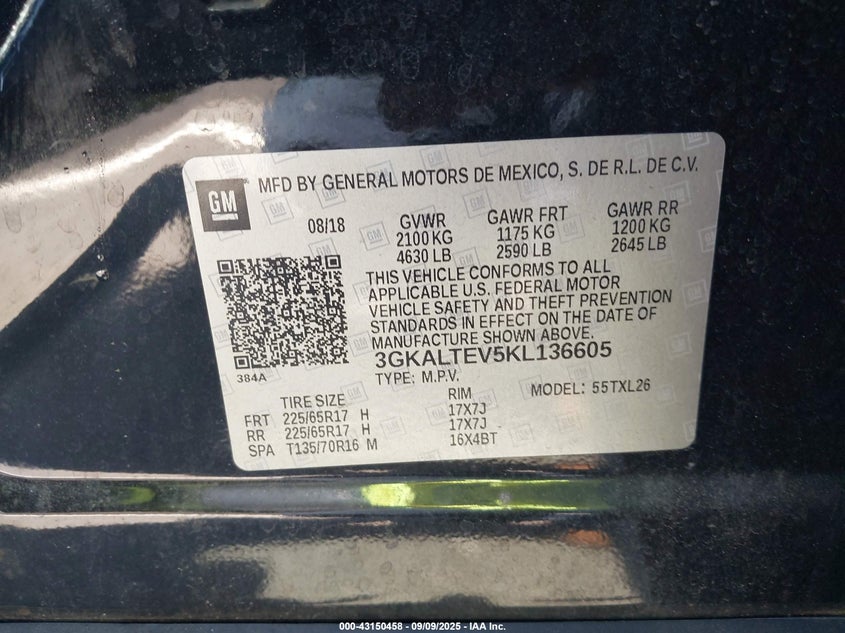 GM
MFD BY GENERAL MOTORS DE MEXICO, S. DE R.L. DE C.V.
08/18 GVWR GAWR FRT GAWR RR
2100 KG 1175 KG 1200 KG
4630 LB 2590 LB 2645 LB
THIS VEHICLE CONFORMS TO ALL
APPLICABLE U.S. FEDERAL MOTOR
VEHICLE SAFETY AND THEFT PREVENTION
STANDARDS IN EFFECT ON THE DATE OF
MANUFACTURE SHOWN ABOVE.
3GKALTEV5KL136605
384A
TYPE: M.P.V. MODEL: 55TXL26
TIRE SIZE RIM
FRT 225/65R17 H 17X7J
RR 225/65R17 H 17X7J
SPA T135/70R16 M 16X4BT
000-43150458 - 09/09/2025 - IAA Inc.